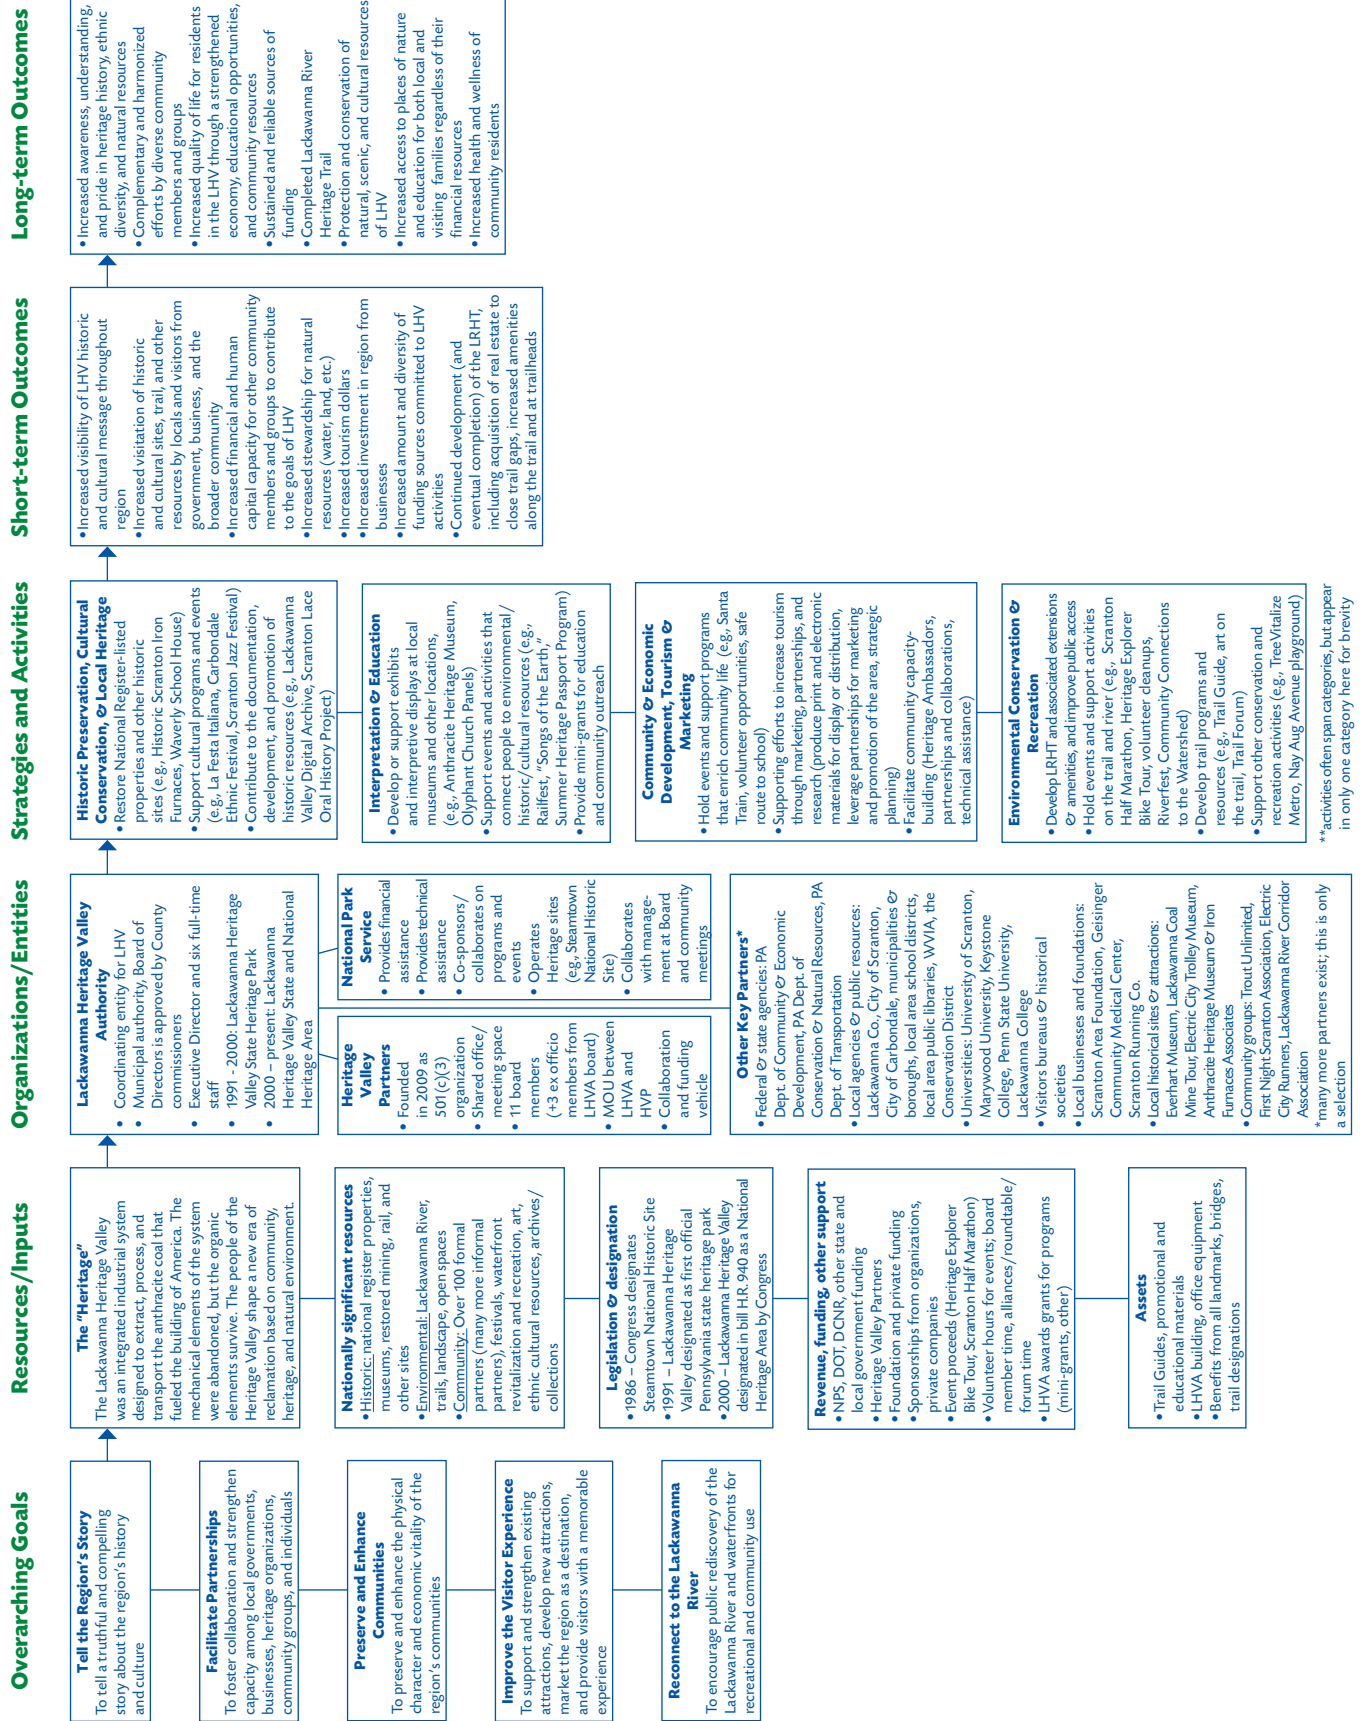 Overarching Goals
Tell the Region's Story
To tell a truthful and compelling
story about the region's history
and culture
Facilitate Partnerships
To foster collaboration and strengthen
capacity among local governments,
businesses, heritage organizations,
community groups, and individuals
Preserve and Enhance
Communities
To preserve and enhance the physical
character and economic vitality of the
region's communities
Improve the Visitor Experience
To support and strengthen existing
attractions, develop new attractions,
market the region as a destination,
and provide visitors with a memorable
experience
Reconnect to the Lackawanna
River
To encourage public rediscovery of the
Lackawanna River and waterfronts for
recreational and community use
Resources/Inputs
The "Heritage"
The Lackawanna Heritage Valley
was an integrated industrial system
designed to extract, process, and
transport the anthracite coal that
fueled the building of America. The
mechanical elements of the system
were abandoned, but the organic
elements survive. The people of the
Heritage Valley shape a new era of
reclamation based on community,
heritage, and natural environment.
Nationally significant resources
• Historic: national register properties,
museums, restored mining, rail, and
other sites
• Environmental: Lackawanna River,
trails, landscape, open spaces
• Community: Over 100 formal
partners (many more informal
partners), festivals, waterfront
revitalization and recreation, art,
ethnic cultural resources, archives/
collections
Legislation & designation
• 1986 – Congress designates
Steamtown National Historic Site
• 1991 – Lackawanna Heritage
Valley designated as first official
Pennsylvania state heritage park
• 2000 – Lackawanna Heritage Valley
designated in bill H.R. 940 as a National
Heritage Area by Congress
Revenue, funding, other support
• NPS, DOT, DCNR, other state and
local government funding
• Heritage Valley Partners
• Foundation and private funding
• Sponsorships from organizations,
private companies
• Event proceeds (Heritage Explorer
Bike Tour, Scranton Half Marathon)
• Volunteer hours for events; board
member time, alliances/roundtable/
forum time
• LHVA awards grants for programs
(mini-grants, other)
Assets
• Trail Guides, promotional and
educational materials
• LHVA building, office equipment
• Benefits from all landmarks, bridges,
trail designations
Organizations/Entities
Lackawanna Heritage Valley
Authority
• Coordinating entity for LHV
• Municipal authority, Board of
Directors is approved by County
commissioners
• Executive Director and six full-time
staff
• 1991 - 2000: Lackawanna Heritage
Valley State Heritage Park
• 2000 – present: Lackawanna
Heritage Valley State and National
Heritage Area
Heritage
Valley
Partners
• Founded
in 2009 as
501(c)(3)
organization
• Shared office/
meeting space
• 11 board
members
(+3 ex officio
members from
LHVA board)
• MOU between
LHVA and
HVP
• Collaboration
and funding
vehicle
National Park
Service
• Provides financial
assistance
• Provides technical
assistance
• Co-sponsors/
collaborates on
programs and
events
• Operates
Heritage sites
(eg., Steamtown
National Historic
Site)
• Collaborates
with manage-
ment at Board
and community
meetings
Other Key Partners*
• Federal & state agencies: PA
Dept. of Community & Economic
Development, PA Dept. of
Conservation & Natural Resources, PA
Dept. of Transportation
• Local agencies & public resources:
Lackawanna Co., City of Scranton,
City of Carbondale, municipalities &
boroughs, local area school districts,
local area public libraries, WVIA, the
Conservation District
• Universities: University of Scranton,
Marywood University, Keystone
College, Penn State University,
Lackawanna College
• Visitors bureaus & historical
societies
• Local businesses and foundations:
Scranton Area Foundation, Geisinger
Community Medical Center,
Scranton Running Co.
• Local historical sites & attractions:
Everhart Museum, Lackawanna Coal
Mine Tour, Electric City Trolley Museum,
Anthracite Heritage Museum & Iron
Furnaces Associates
• Community groups: Trout Unlimited,
First Night Scranton Association, Electric
City Runners, Lackawanna River Corridor
Association
*many more partners exist; this is only
a selection
Strategies and Activities
Historic Preservation, Cultural
Conservation, & Local Heritage
• Restore National Register-listed
properties and other historic
sites (e.g., Historic Scranton Iron
Furnaces, Waverly School House)
• Support cultural programs and events
(e.g., La Festa Italiana, Carbondale
Ethnic Festival, Scranton Jazz Festival)
• Contribute to the documentation,
development, and promotion of
historic resources (e.g., Lackawanna
Valley Digital Archive, Scranton Lace
Oral History Project)
Interpretation & Education
• Develop or support exhibits
and interpretive displays at local
museums and other locations,
(e.g., Anthracite Heritage Museum,
Olyphant Church Panels)
• Support events and activities that
connect people to environmental/
historic/cultural resources (e.g.,
Railfest, "Songs of the Earth,"
Summer Heritage Passport Program)
• Provide mini-grants for education
and community outreach
Community & Economic
Development, Tourism &
Marketing
• Hold events and support programs
that enrich community life (e.g., Santa
Train, volunteer opportunities, safe
route to school)
• Supporting efforts to increase tourism
through marketing, partnerships, and
research (produce print and electronic
materials for display or distribution,
leverage partnerships for marketing
and promotion of the area, strategic
planning)
• Facilitate community capacity-
building (Heritage Ambassadors,
partnerships and collaborations,
technical assistance)
Environmental Conservation &
Recreation
• Develop LRHT and associated extensions
& amenities, and improve public access
• Hold events and support activities
on the trail and river (e.g., Scranton
Half Marathon, Heritage Explorer
Bike Tour, volunteer cleanups,
Riverfest, Community Connections
to the Watershed)
• Develop trail programs and
resources (e.g., Trail Guide, art on
the trail, Trail Forum)
• Support other conservation and
recreation activities (e.g., TreeVitalize
Metro, Nay Aug Avenue playground)
**activities often span categories, but appear
in only one category here for brevity
Short-term Outcomes
• Increased visibility of LHV historic
and cultural message throughout
region
• Increased visitation of historic
and cultural sites, trail, and other
resources by locals and visitors from
government, business, and the
broader community
• Increased financial and human
capital capacity for other community
members and groups to contribute
to the goals of LHV
• Increased stewardship for natural
resources (water, land, etc.)
• Increased tourism dollars
• Increased investment in region from
businesses
• Increased amount and diversity of
funding sources committed to LHV
activities
• Continued development (and
eventual completion) of the LRHT,
including acquisition of real estate to
close trail gaps, increased amenities
along the trail and at trailheads
Long-term Outcomes
• Increased awareness, understanding,
and pride in heritage history, ethnic
diversity, and natural resources
• Complementary and harmonized
efforts by diverse community
members and groups
• Increased quality of life for residents
in the LHV through a strengthened
economy, educational opportunities,
and community resources
• Sustained and reliable sources of
funding
• Completed Lackawanna River
Heritage Trail
• Protection and conservation of
natural, scenic, and cultural resources
of LHV
• Increased access to places of nature
and education for both local and
visiting families regardless of their
financial resources
• Increased health and wellness of
community residents